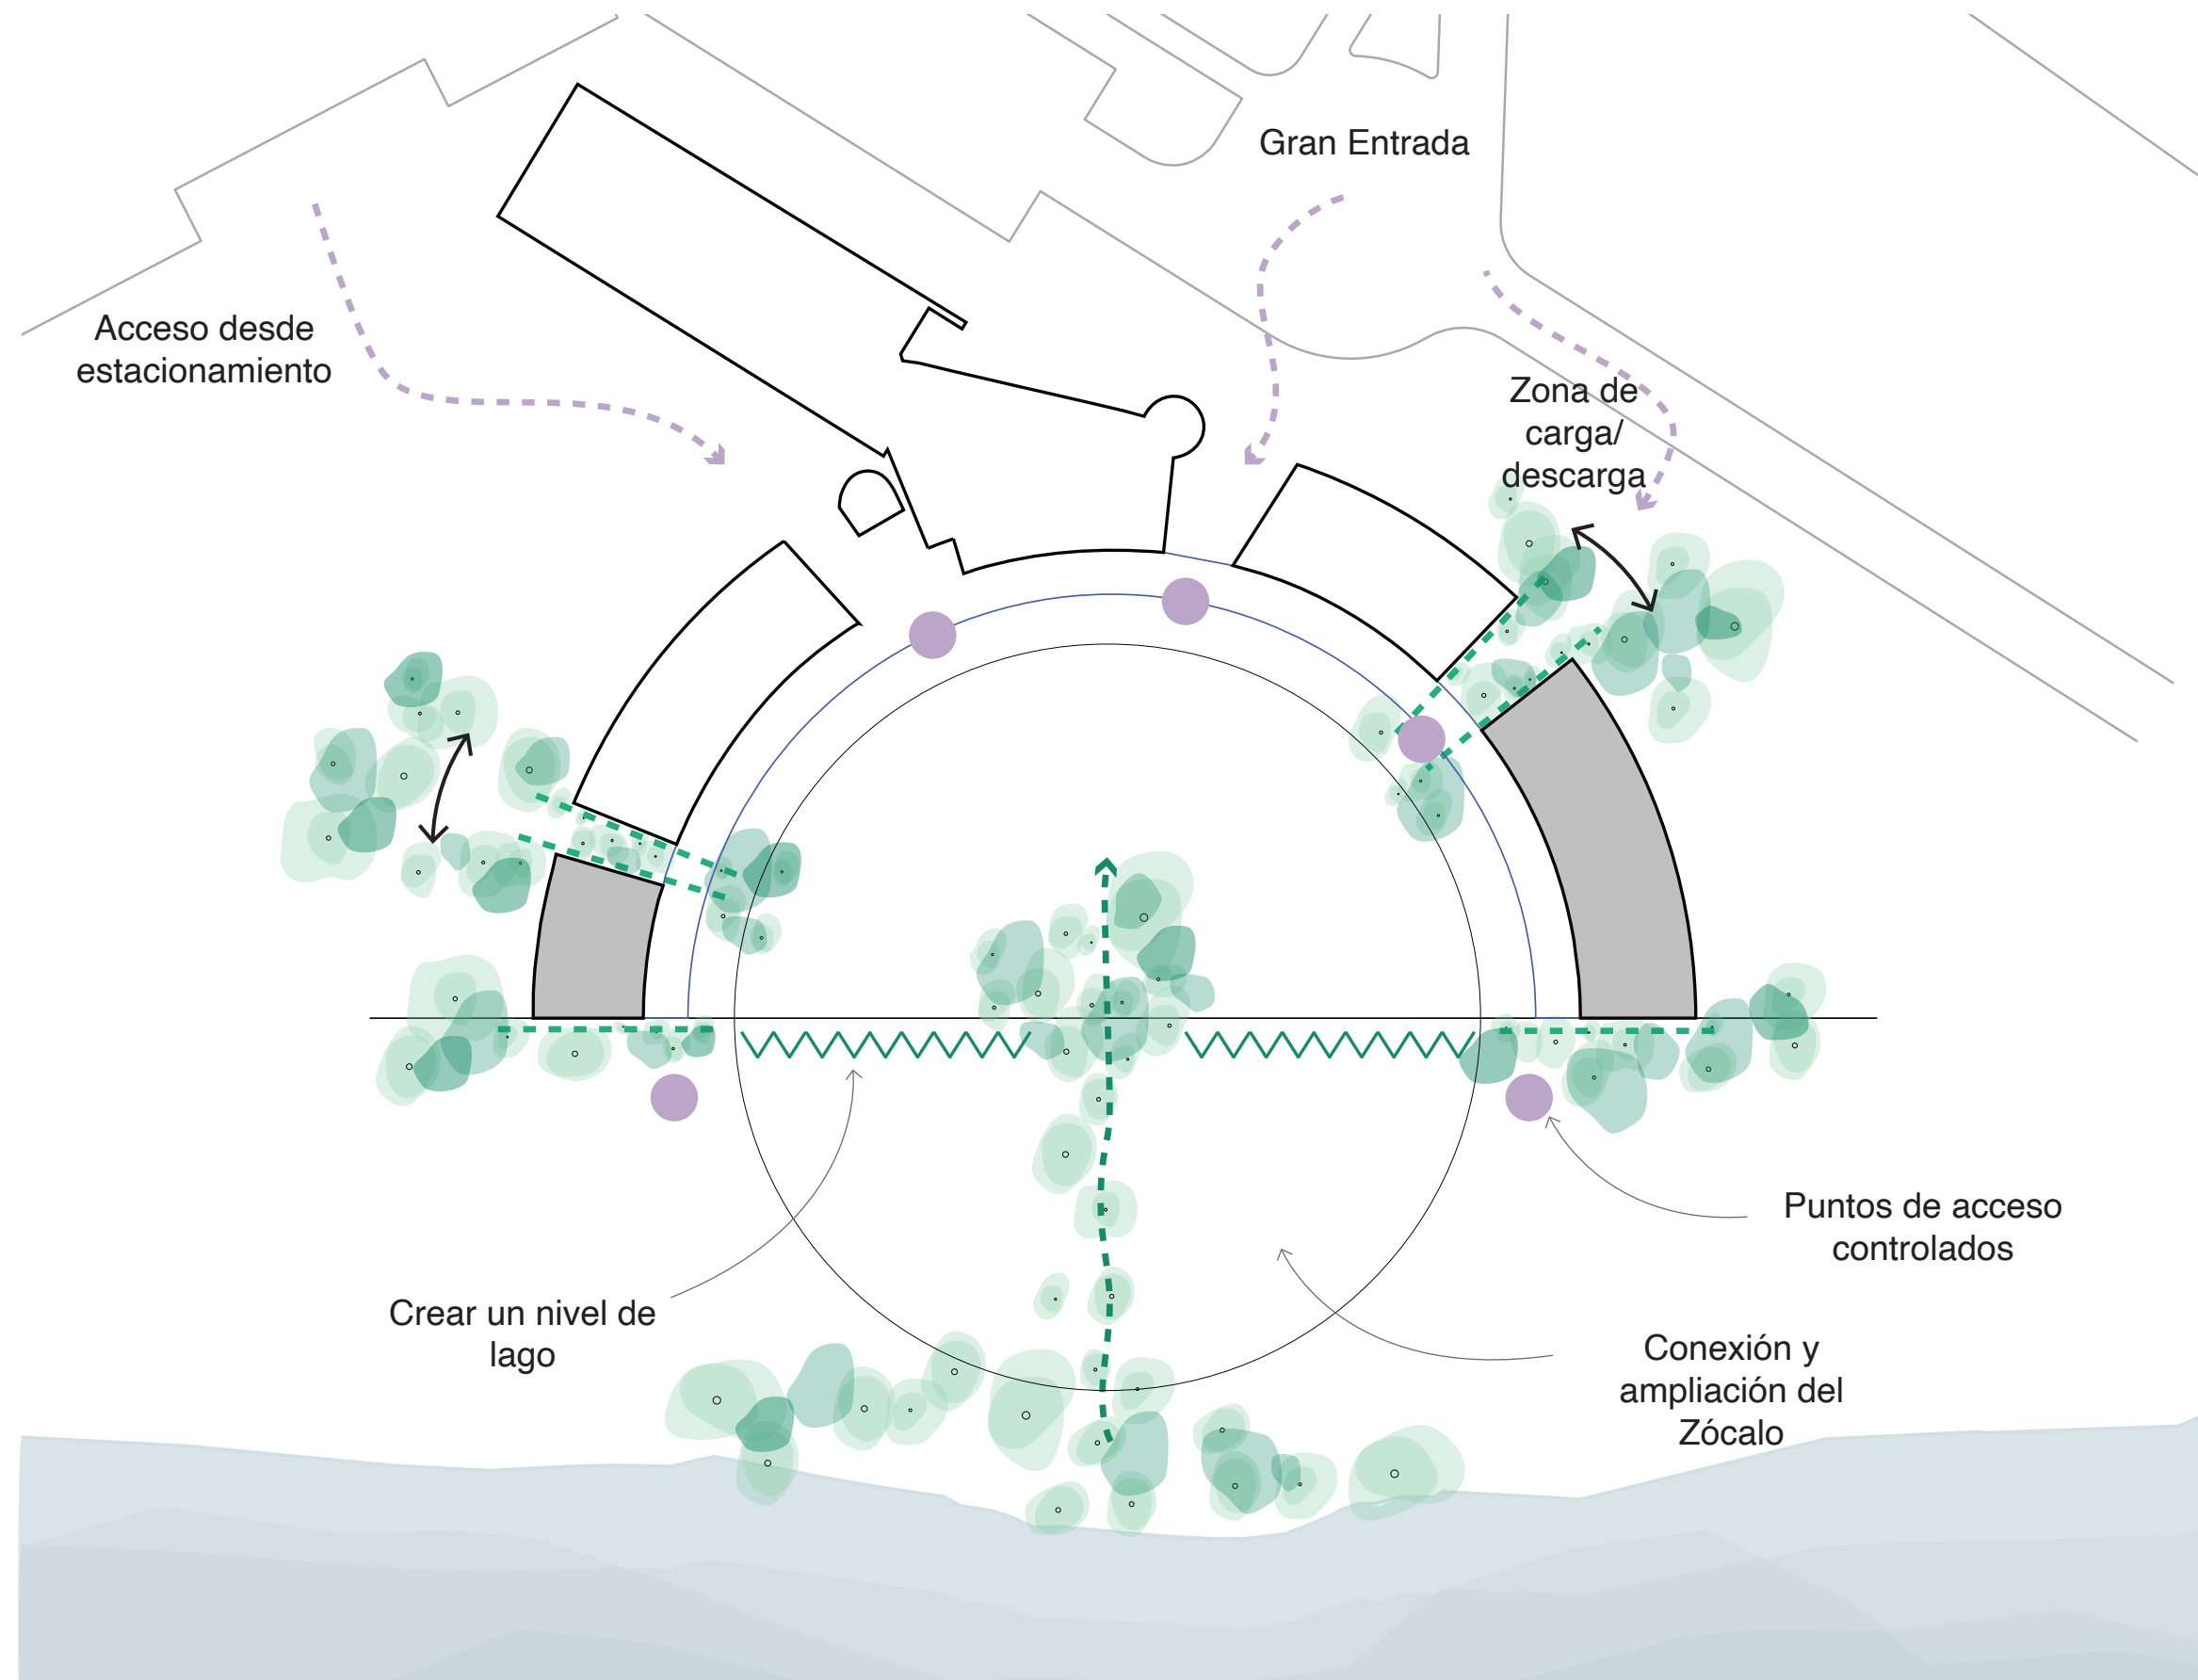 Gran Entrada
Acceso desde
estacionamiento
Zona de
carga/
descarga
Puntos de acceso
controlados
Crear un nivel de
lago
Conexión y
ampliación del
Zócalo